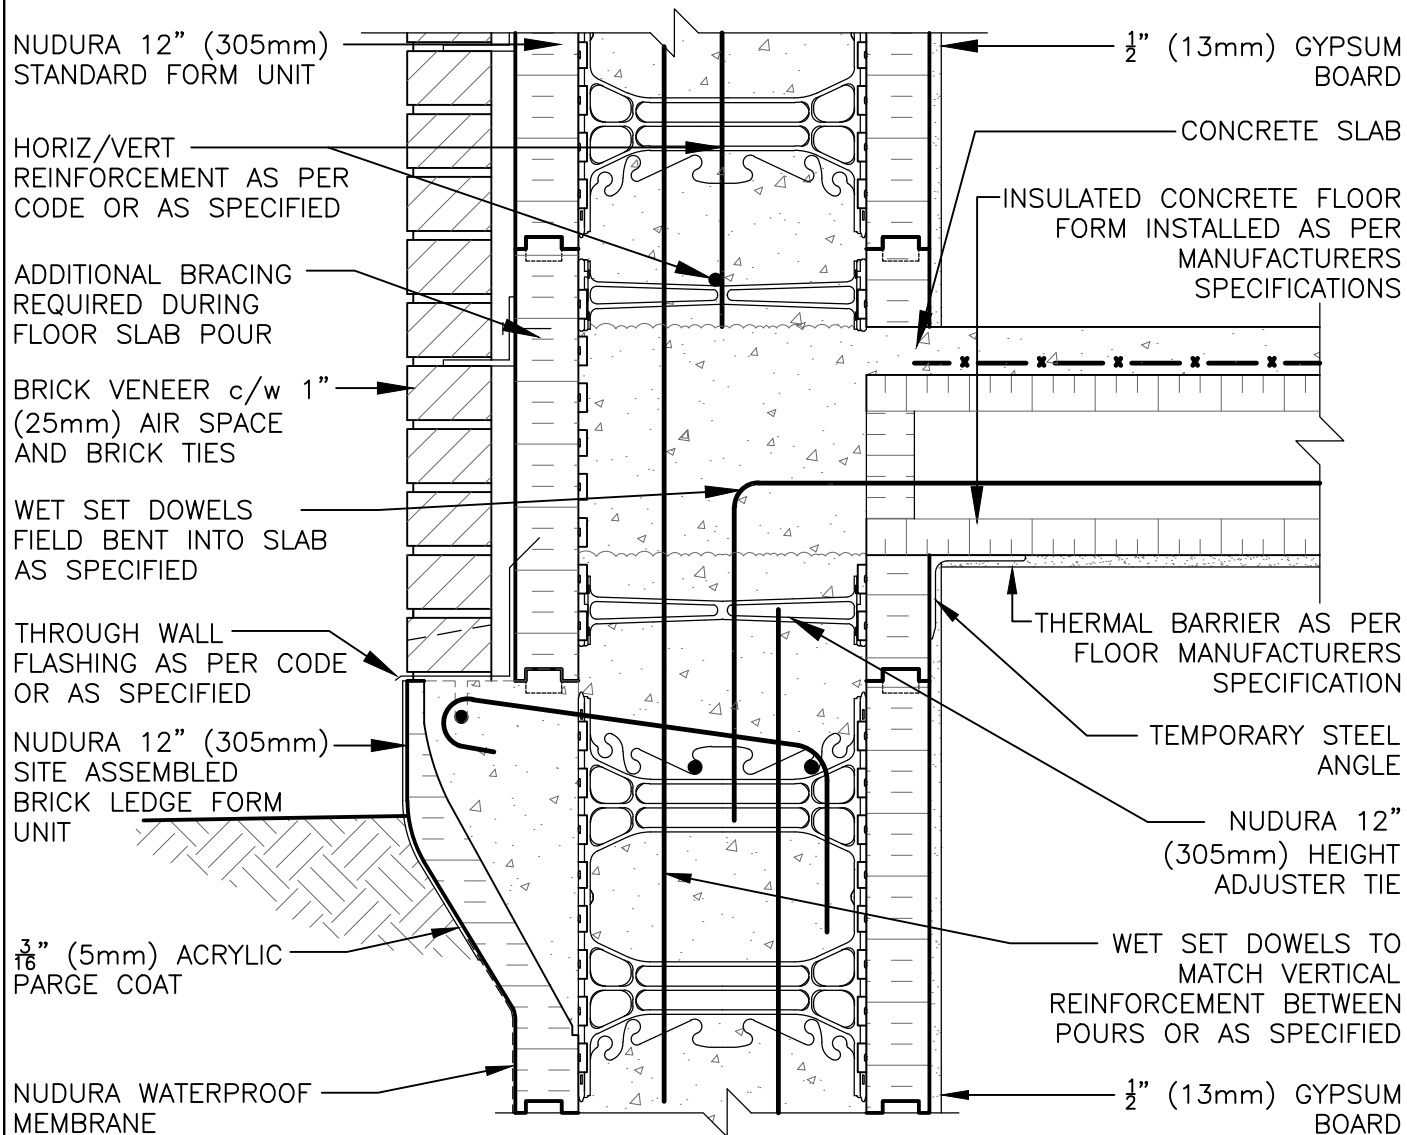 NUDURA 12” (305mm)
STANDARD FORM UNIT
HORIZ/VERT
REINFORCEMENT AS PER
CODE OR AS SPECIFIED
ADDITIONAL BRACING
REQUIRED DURING
FLOOR SLAB POUR
BRICK VENEER c/w 1”
(25mm) AIR SPACE
AND BRICK TIES
WET SET DOWELS
FIELD BENT INTO SLAB
AS SPECIFIED
THROUGH WALL
FLASHING AS PER CODE
OR AS SPECIFIED
NUDURA 12” (305mm)
SITE ASSEMBLED
BRICK LEDGE FORM
UNIT
3/16” (5mm) ACRYLIC
PARGE COAT
NUDURA WATERPROOF
MEMBRANE
1/2” (13mm) GYPSUM
BOARD
CONCRETE SLAB
INSULATED CONCRETE FLOOR
FORM INSTALLED AS PER
MANUFACTURERS
SPECIFICATIONS
THERMAL BARRIER AS PER
FLOOR MANUFACTURERS
SPECIFICATION
TEMPORARY STEEL
ANGLE
NUDURA 12”
(305mm) HEIGHT
ADJUSTER TIE
WET SET DOWELS TO
MATCH VERTICAL
REINFORCEMENT BETWEEN
POURS OR AS SPECIFIED
1/2” (13mm) GYPSUM
BOARD